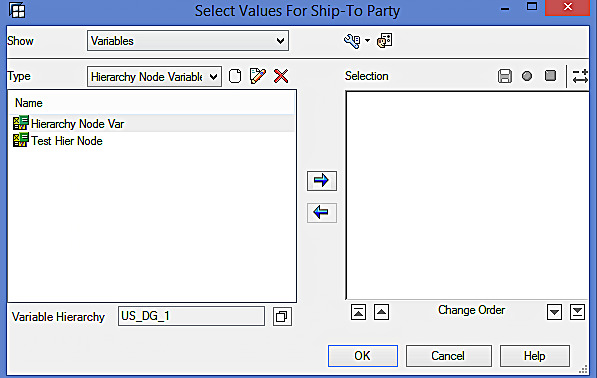 Select Values For Ship-To Party
Show Variables
Type Hierarchy Node Variable Selection
Name
Hierarchy Node Var
Test Hier Node
Variable Hierarchy US_DG_1 Change Order
OK Cancel Help